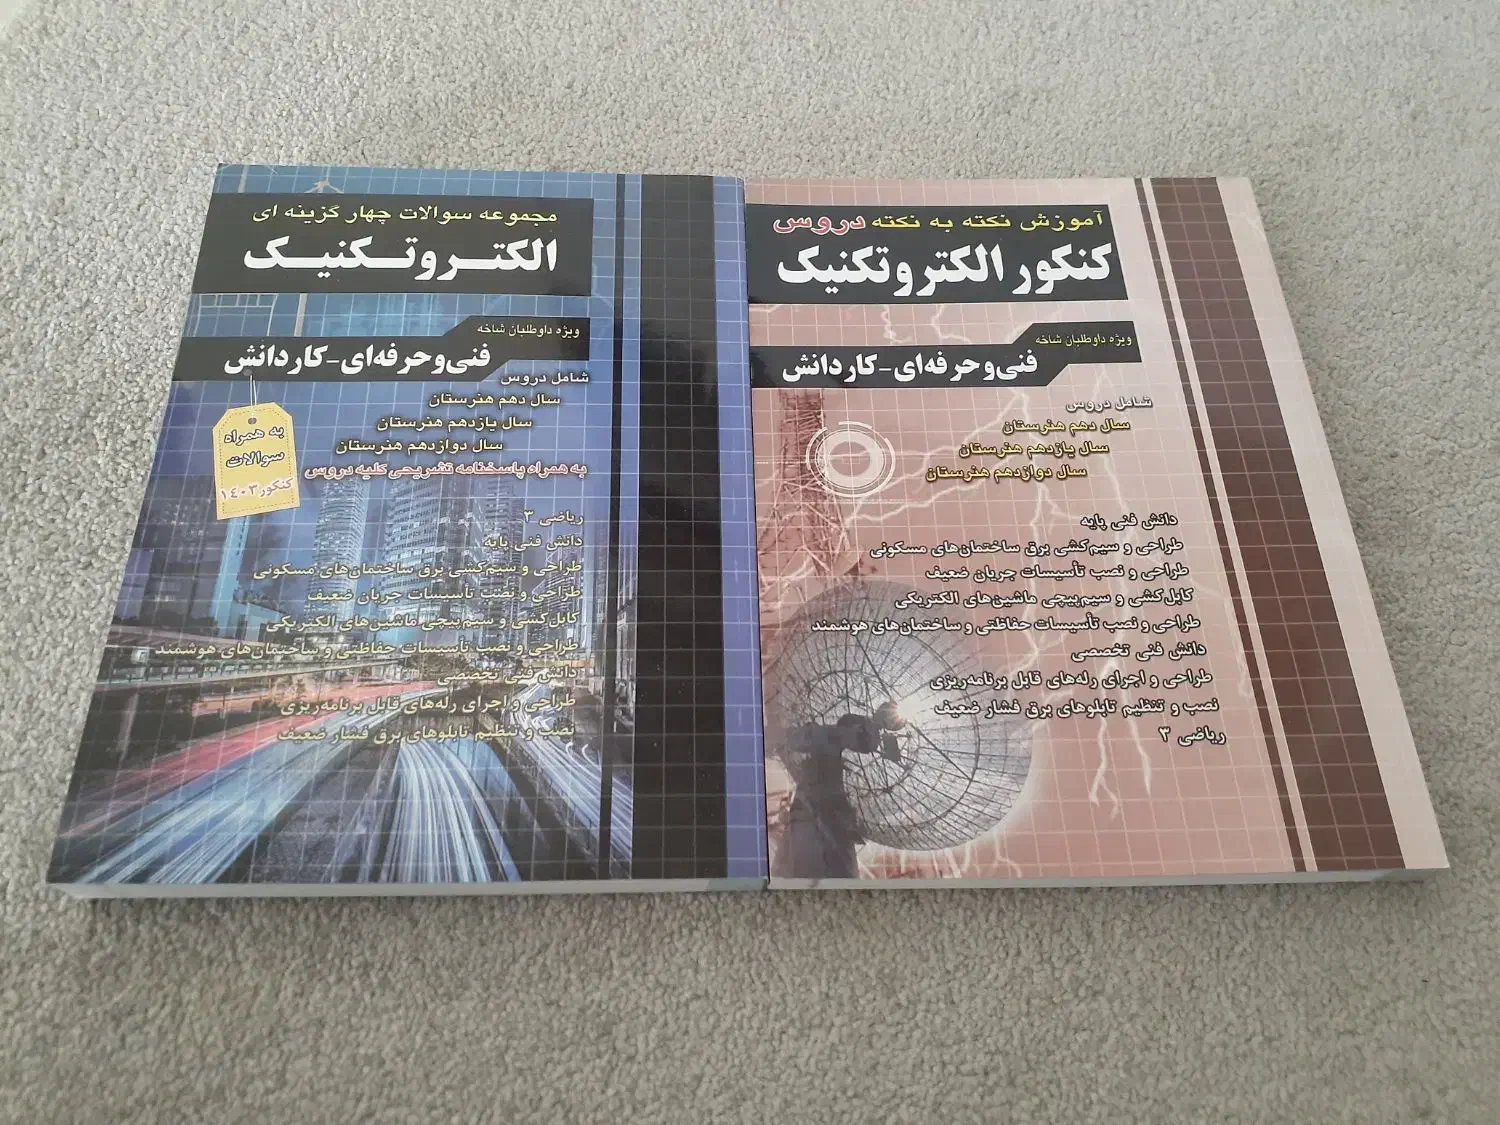 آموزش نکته به نکته دروس
کنکور الکتروتکنیک
ویژه داوطلبان شاخه
فنی و حرفه‌ای - کاردانش
شامل دروس
سال دهم هنرستان
سال یازدهم هنرستان
سال دوازدهم هنرستان
دانش فنی پایه
طراحی و سیم‌کشی برق ساختمان‌های مسکونی
طراحی و نصب تأسیسات جریان ضعیف
کابل‌کشی و سیم‌پیچی ماشین‌های الکتریکی
طراحی و نصب تأسیسات حفاظتی و ساختمان‌های هوشمند
دانش فنی تخصصی
طراحی و اجرای رله‌های قابل برنامه‌ریزی
نصب و تنظیم تابلوهای برق فشار ضعیف
ریاضی ۳
مجموعه سوالات چهار گزینه ای
الکتروتکنیک
ویژه داوطلبان شاخه
فنی و حرفه‌ای - کاردانش
شامل دروس
سال دهم هنرستان
سال یازدهم هنرستان
سال دوازدهم هنرستان
به همراه پاسخنامه تشریحی کلیه دروس
به همراه
سوالات
کنکور ۱۴۰۳
ریاضی ۳
دانش فنی پایه
طراحی و سیم‌کشی برق ساختمان‌های مسکونی
طراحی و نصب تأسیسات جریان ضعیف
کابل‌کشی و سیم‌پیچی ماشین‌های الکتریکی
طراحی و نصب تأسیسات حفاظتی و ساختمان‌های هوشمند
دانش فنی تخصصی
طراحی و اجرای رله‌های قابل برنامه‌ریزی
نصب و تنظیم تابلوهای برق فشار ضعیف